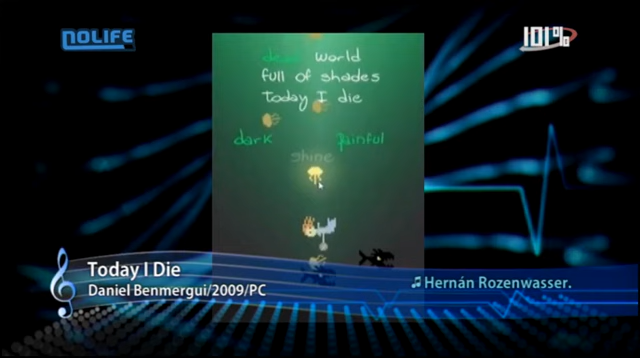 NOLIFE
101%
dead world
full of shades
Today I die
dark painful
shine
Today I Die
Daniel Benmergui/2009/PC
Hernán Rozenwasser.